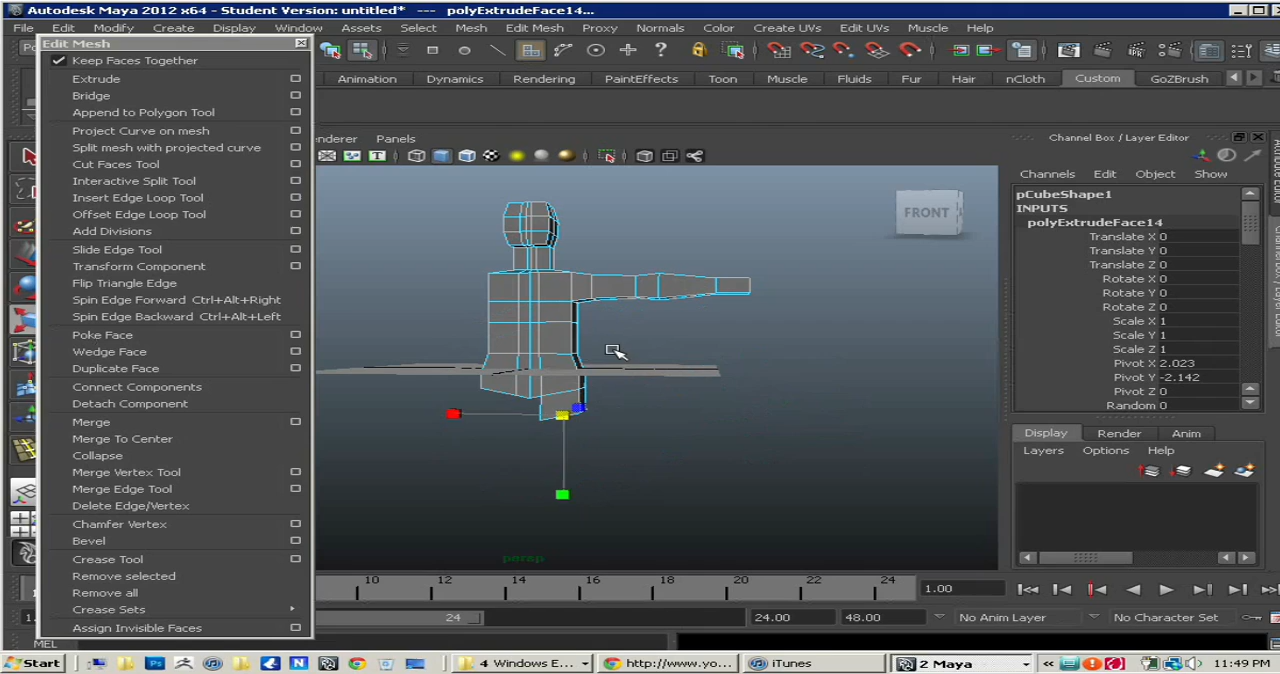 Autodesk Maya 2012 x64 - Student Version: untitled* --- polyExtrudeFace14...
File Edit Modify Create Display Window Assets Select Mesh Edit Mesh Proxy Normals Color Create UVs Edit UVs Muscle Help
Edit Mesh
Keep Faces Together
Extrude
Bridge
Append to Polygon Tool
Project Curve on mesh
Split mesh with projected curve
Cut Faces Tool
Interactive Split Tool
Insert Edge Loop Tool
Offset Edge Loop Tool
Add Divisions
Slide Edge Tool
Transform Component
Flip Triangle Edge
Spin Edge Forward Ctrl+Alt+Right
Spin Edge Backward Ctrl+Alt+Left
Poke Face
Wedge Face
Duplicate Face
Connect Components
Detach Component
Merge
Merge To Center
Collapse
Merge Vertex Tool
Merge Edge Tool
Delete Edge/Vertex
Chamfer Vertex
Bevel
Crease Tool
Remove selected
Remove all
Crease Sets
Assign Invisible Faces
Animation Dynamics Rendering PaintEffects Toon Muscle Fluids Fur Hair nCloth Custom GoZBrush
nderer Panels
FRONT
persp
Channel Box / Layer Editor
Channels Edit Object Show
pCubeShape1
INPUTS
polyExtrudeFace14
Translate X 0
Translate Y 0
Translate Z 0
Rotate X 0
Rotate Y 0
Rotate Z 0
Scale X 1
Scale Y 1
Scale Z 1
Pivot X 2.023
Pivot Y -2.142
Pivot Z 0
Random 0
Display Render Anim
Layers Options Help
10 12 14 16 18 20 22 24
1.00
24 24.00 48.00 No Anim Layer No Character Set
MEL
Start 4 Windows E... http://www.yo... iTunes 2 Maya 11:49 PM